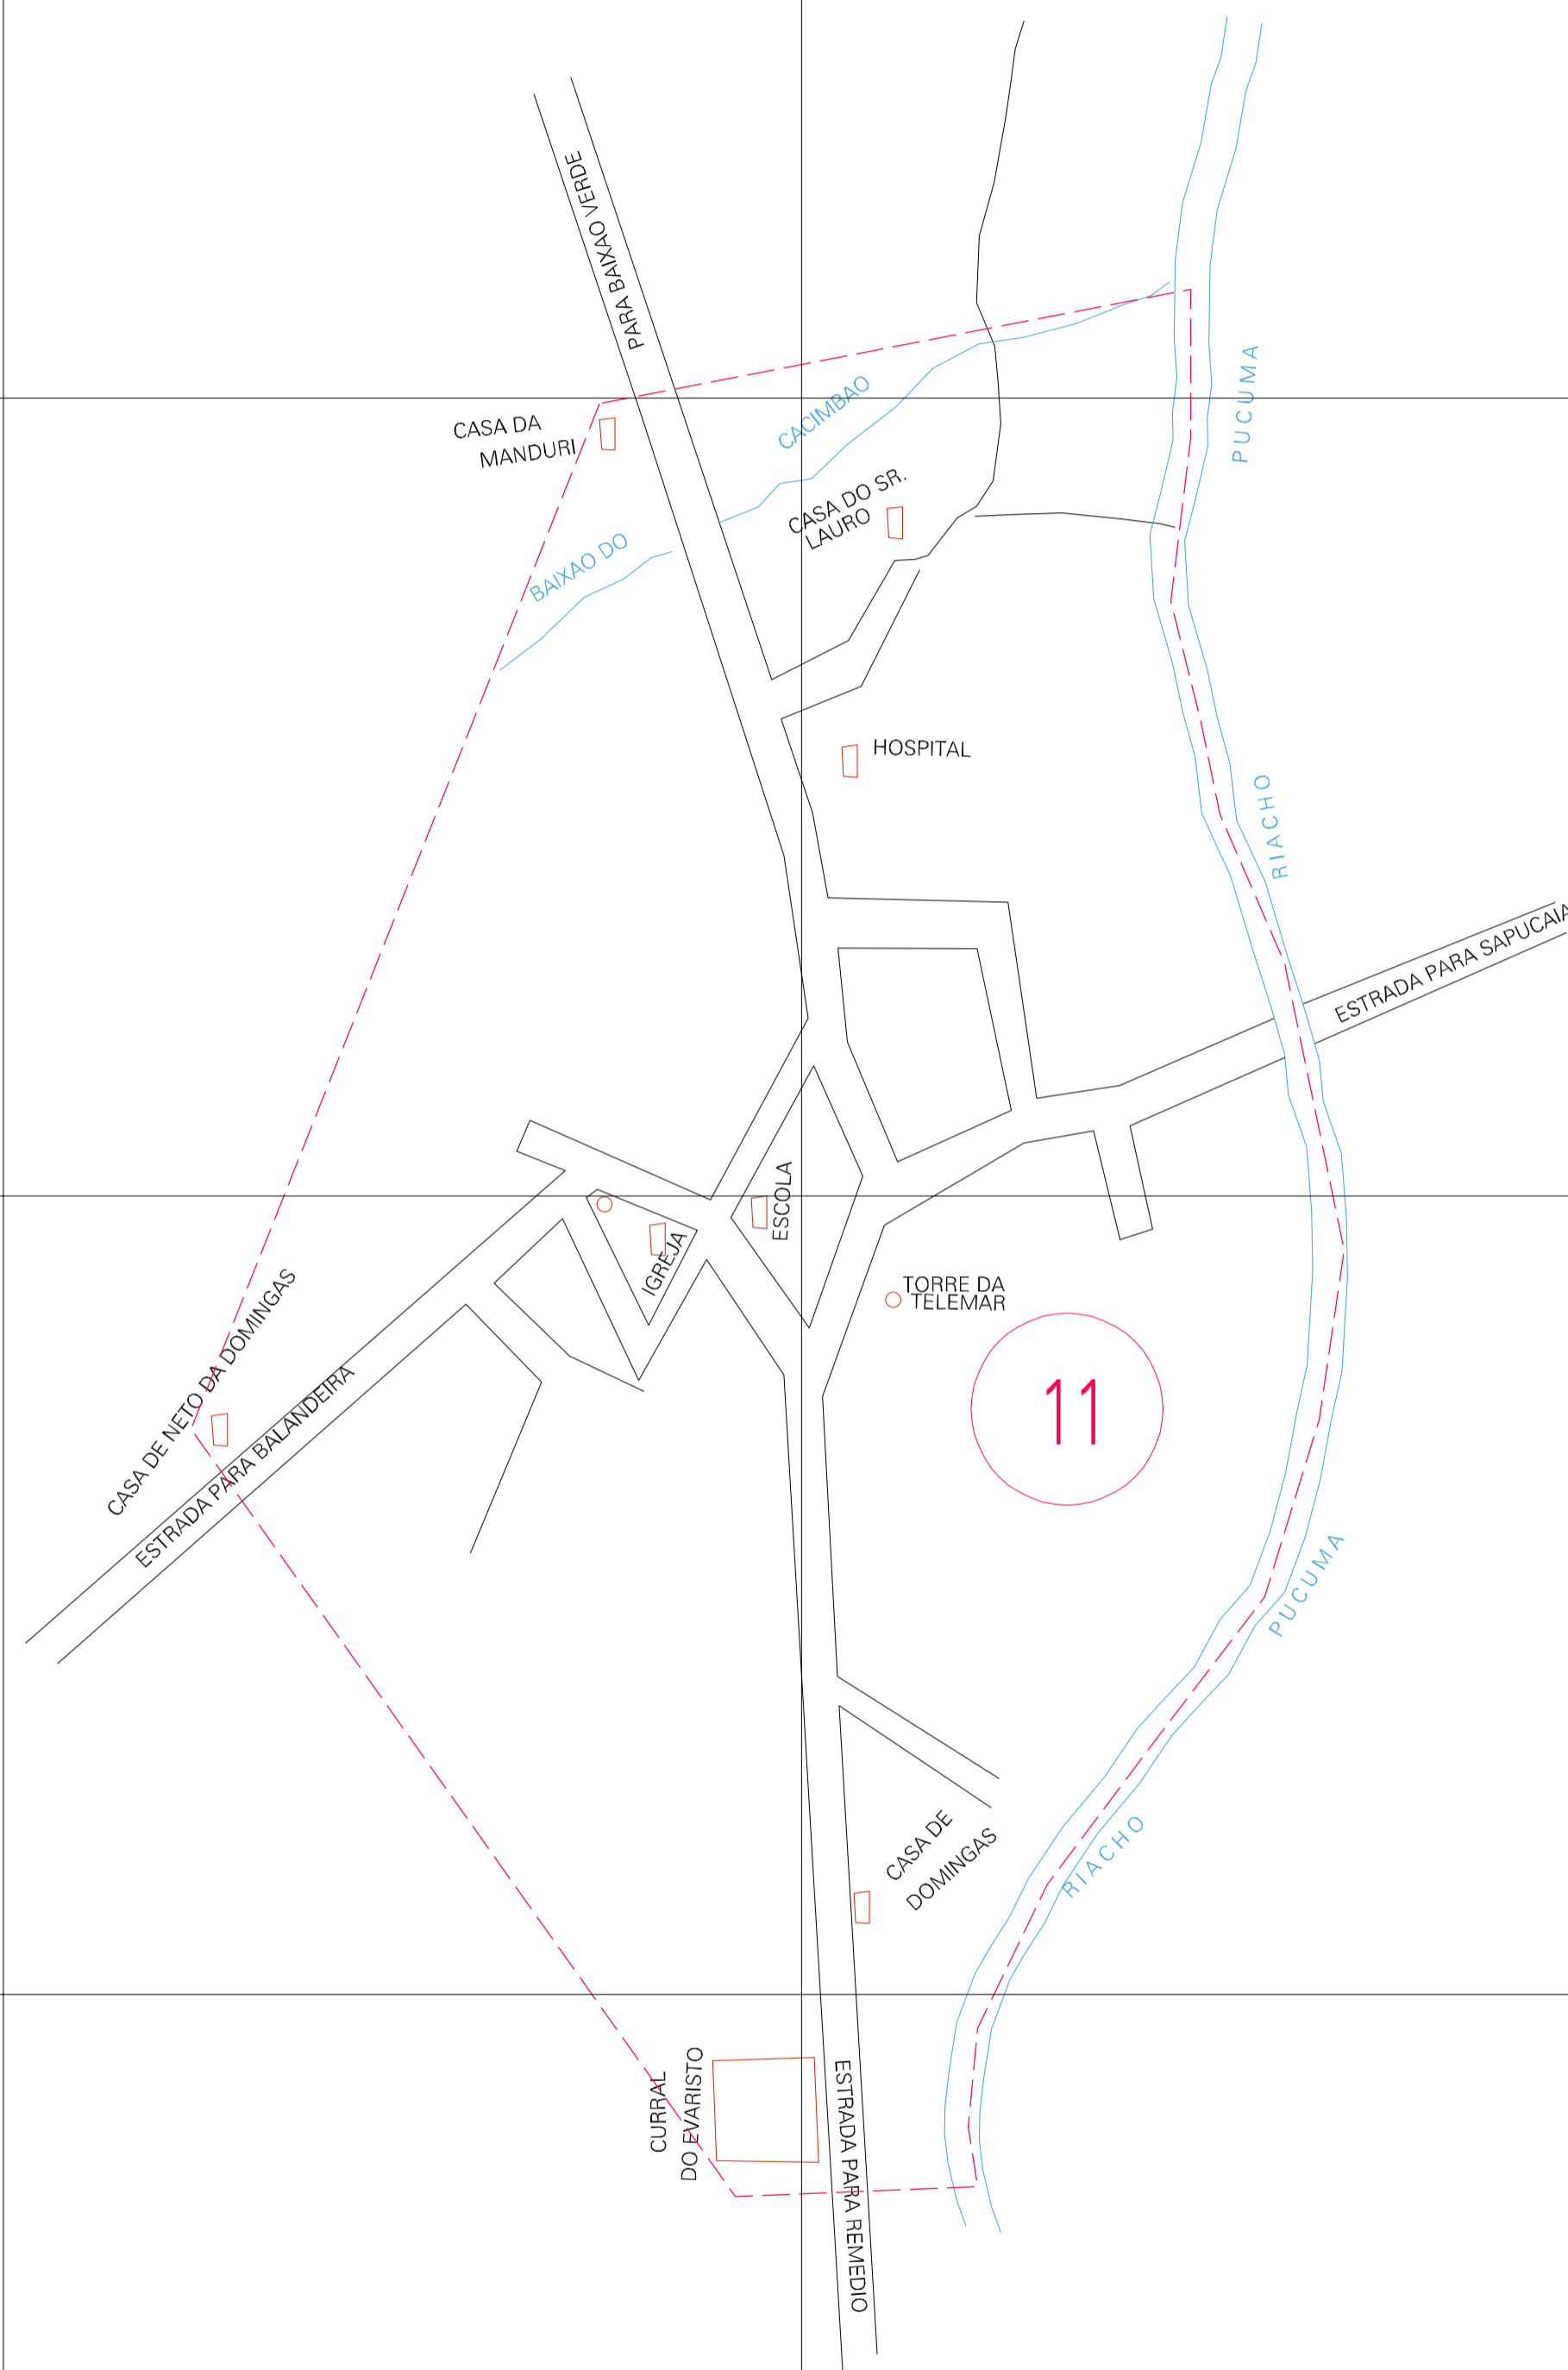 PARA BAIXAO VERDE
PUCUMA
CACIMBAO
CASA DA
MANDURI
CASA DO SR.
LAURO
BAIXAO DO
HOSPITAL
RIACHO
ESTRADA PARA SAPUCAIA
ESCOLA
IGREJA
TORRE DA
TELEMAR
CASA DE NETO DA DOMINGAS
ESTRADA PARA BALANDEIRA
11
PUCUMA
RIACHO
CASA DE
DOMINGAS
CURRAL
DO EVARISTO
ESTRADA PARA REMEDIO